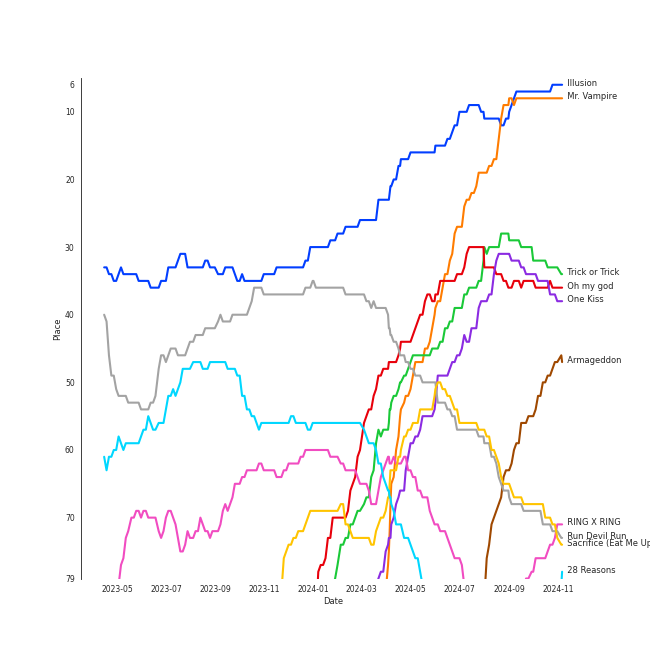 6
10
20
30
40
50
60
70
79
Place
2023-05
2023-07
2023-09
2023-11
2024-01
2024-03
2024-05
2024-07
2024-09
2024-11
Date
Illusion
Mr. Vampire
Trick or Trick
Oh my god
One Kiss
Armageddon
RING X RING
Run Devil Run
Sacrifice (Eat Me Up
28 Reasons